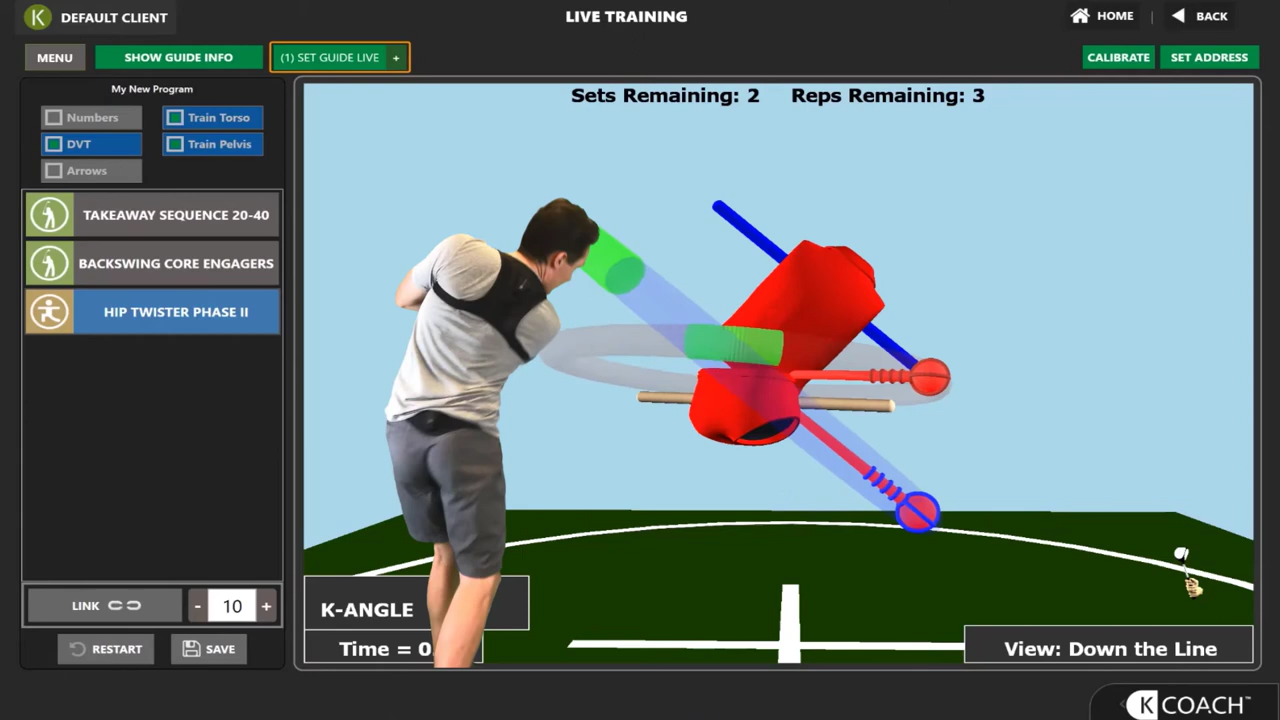 K DEFAULT CLIENT
LIVE TRAINING
HOME
BACK
MENU
SHOW GUIDE INFO
(1) SET GUIDE LIVE +
CALIBRATE
SET ADDRESS
My New Program
Numbers
Train Torso
DVT
Train Pelvis
Arrows
Sets Remaining: 2 Reps Remaining: 3
TAKEAWAY SEQUENCE 20-40
BACKSWING CORE ENGAGERS
HIP TWISTER PHASE II
LINK
- 10 +
RESTART
SAVE
K-ANGLE
Time = 0
View: Down the Line
K COACH™